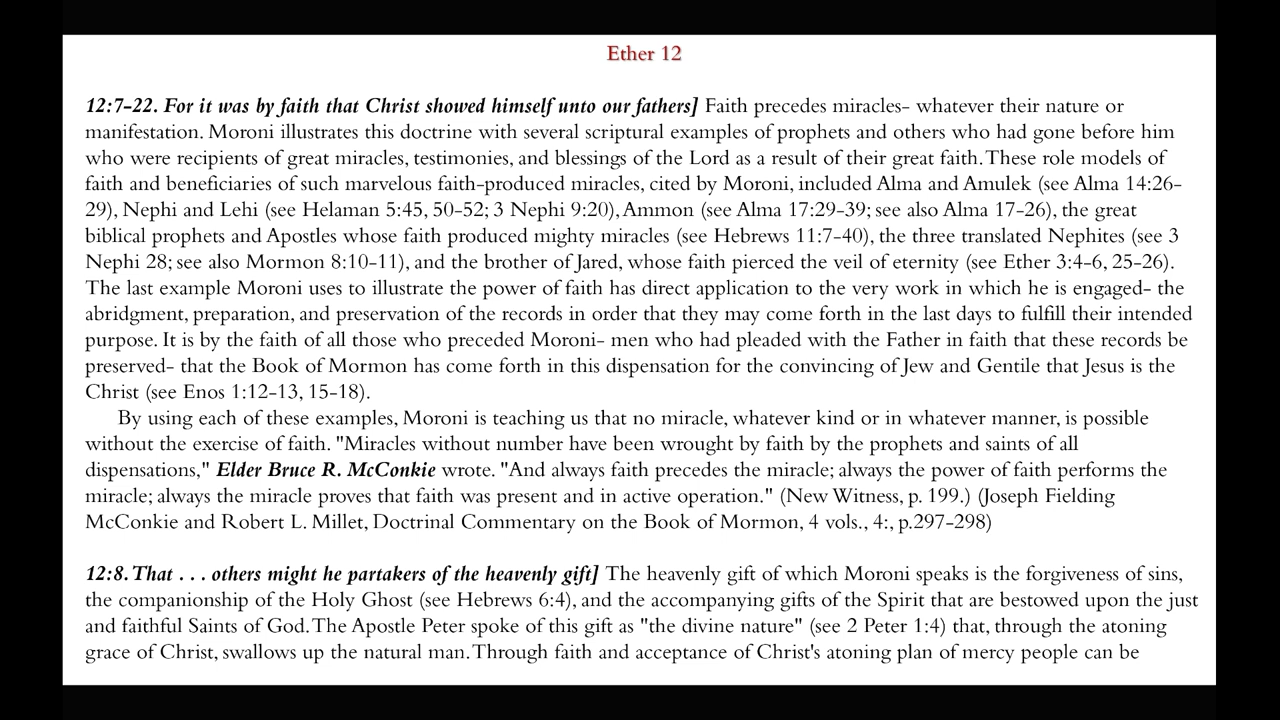 Ether 12
12:7-22. For it was by faith that Christ showed himself unto our fathers] Faith precedes miracles- whatever their nature or
manifestation. Moroni illustrates this doctrine with several scriptural examples of prophets and others who had gone before him
who were recipients of great miracles, testimonies, and blessings of the Lord as a result of their great faith. These role models of
faith and beneficiaries of such marvelous faith-produced miracles, cited by Moroni, included Alma and Amulek (see Alma 14:26-
29), Nephi and Lehi (see Helaman 5:45, 50-52; 3 Nephi 9:20), Ammon (see Alma 17:29-39; see also Alma 17-26), the great
biblical prophets and Apostles whose faith produced mighty miracles (see Hebrews 11:7-40), the three translated Nephites (see 3
Nephi 28; see also Mormon 8:10-11), and the brother of Jared, whose faith pierced the veil of eternity (see Ether 3:4-6, 25-26).
The last example Moroni uses to illustrate the power of faith has direct application to the very work in which he is engaged- the
abridgment, preparation, and preservation of the records in order that they may come forth in the last days to fulfill their intended
purpose. It is by the faith of all those who preceded Moroni- men who had pleaded with the Father in faith that these records be
preserved- that the Book of Mormon has come forth in this dispensation for the convincing of Jew and Gentile that Jesus is the
Christ (see Enos 1:12-13, 15-18).
By using each of these examples, Moroni is teaching us that no miracle, whatever kind or in whatever manner, is possible
without the exercise of faith. "Miracles without number have been wrought by faith by the prophets and saints of all
dispensations," Elder Bruce R. McConkie wrote. "And always faith precedes the miracle; always the power of faith performs the
miracle; always the miracle proves that faith was present and in active operation." (New Witness, p. 199.) (Joseph Fielding
McConkie and Robert L. Millet, Doctrinal Commentary on the Book of Mormon, 4 vols., 4:, p.297-298)
12:8. That . . . others might he partakers of the heavenly gift] The heavenly gift of which Moroni speaks is the forgiveness of sins,
the companionship of the Holy Ghost (see Hebrews 6:4), and the accompanying gifts of the Spirit that are bestowed upon the just
and faithful Saints of God. The Apostle Peter spoke of this gift as "the divine nature" (see 2 Peter 1:4) that, through the atoning
grace of Christ, swallows up the natural man. Through faith and acceptance of Christ's atoning plan of mercy people can be